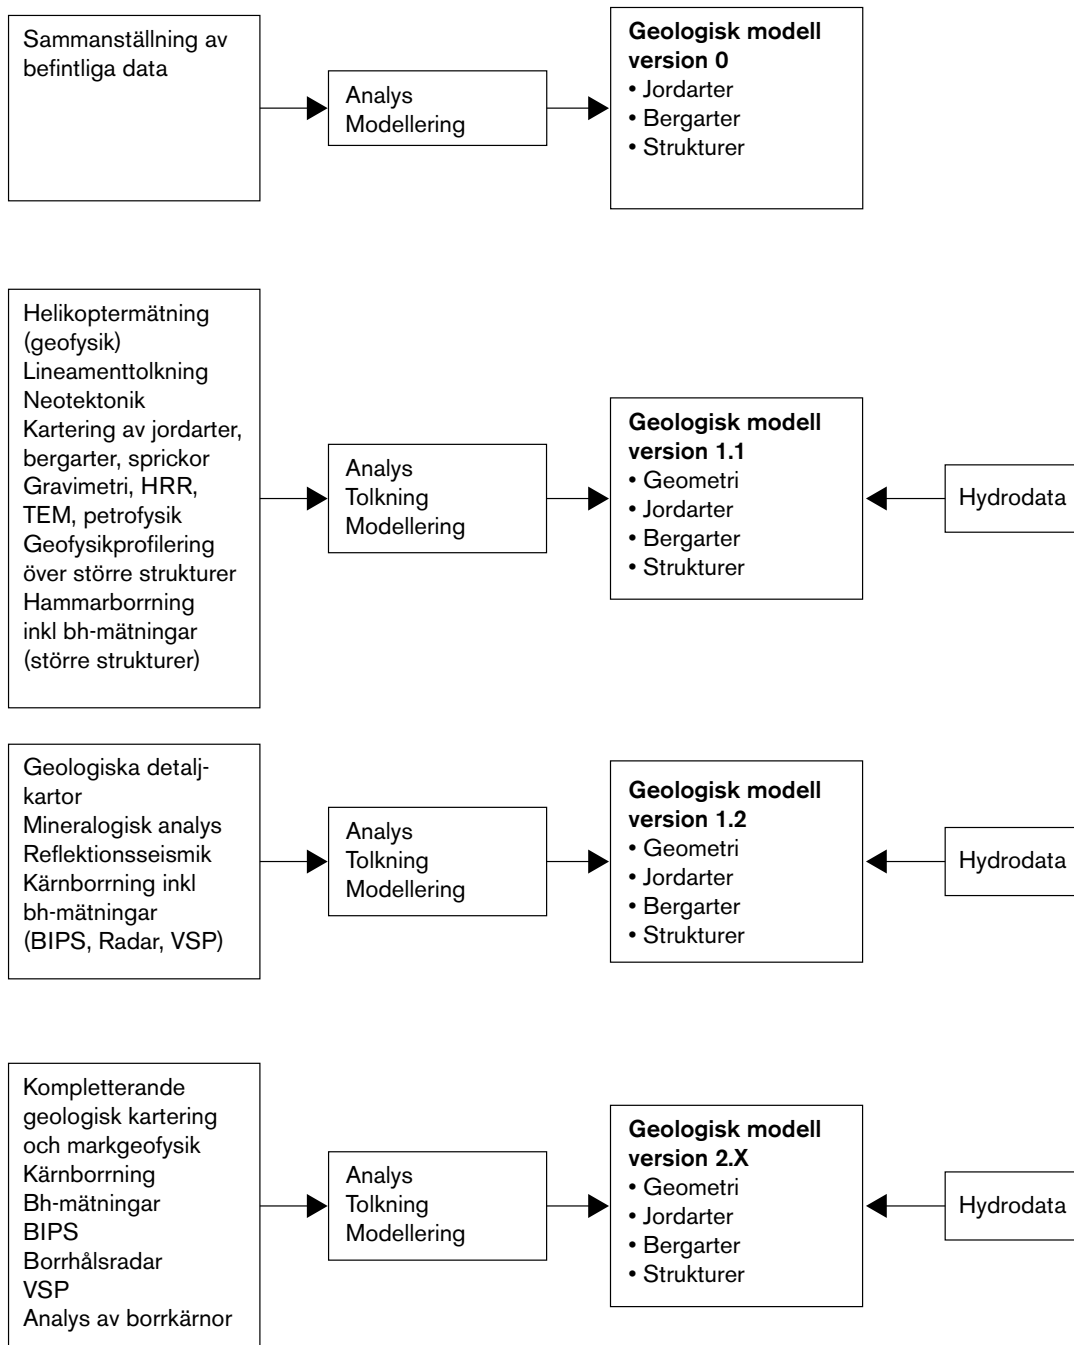 Sammanställning av
befintliga data
Analys
Modellering
Geologisk modell
version 0
• Jordarter
• Bergarter
• Strukturer
Helikoptermätning
(geofysik)
Lineamenttolkning
Neotektonik
Kartering av jordarter,
bergarter, sprickor
Gravimetri, HRR,
TEM, petrofysik
Geofysikprofilering
över större strukturer
Hammarborrning
inkl bh-mätningar
(större strukturer)
Analys
Tolkning
Modellering
Geologisk modell
version 1.1
• Geometri
• Jordarter
• Bergarter
• Strukturer
Hydrodata
Geologiska detalj-
kartor
Mineralogisk analys
Reflektionsseismik
Kärnborrning inkl
bh-mätningar
(BIPS, Radar, VSP)
Analys
Tolkning
Modellering
Geologisk modell
version 1.2
• Geometri
• Jordarter
• Bergarter
• Strukturer
Hydrodata
Kompletterande
geologisk kartering
och markgeofysik
Kärnborrning
Bh-mätningar
BIPS
Borrhålsradar
VSP
Analys av borrkärnor
Analys
Tolkning
Modellering
Geologisk modell
version 2.X
• Geometri
• Jordarter
• Bergarter
• Strukturer
Hydrodata